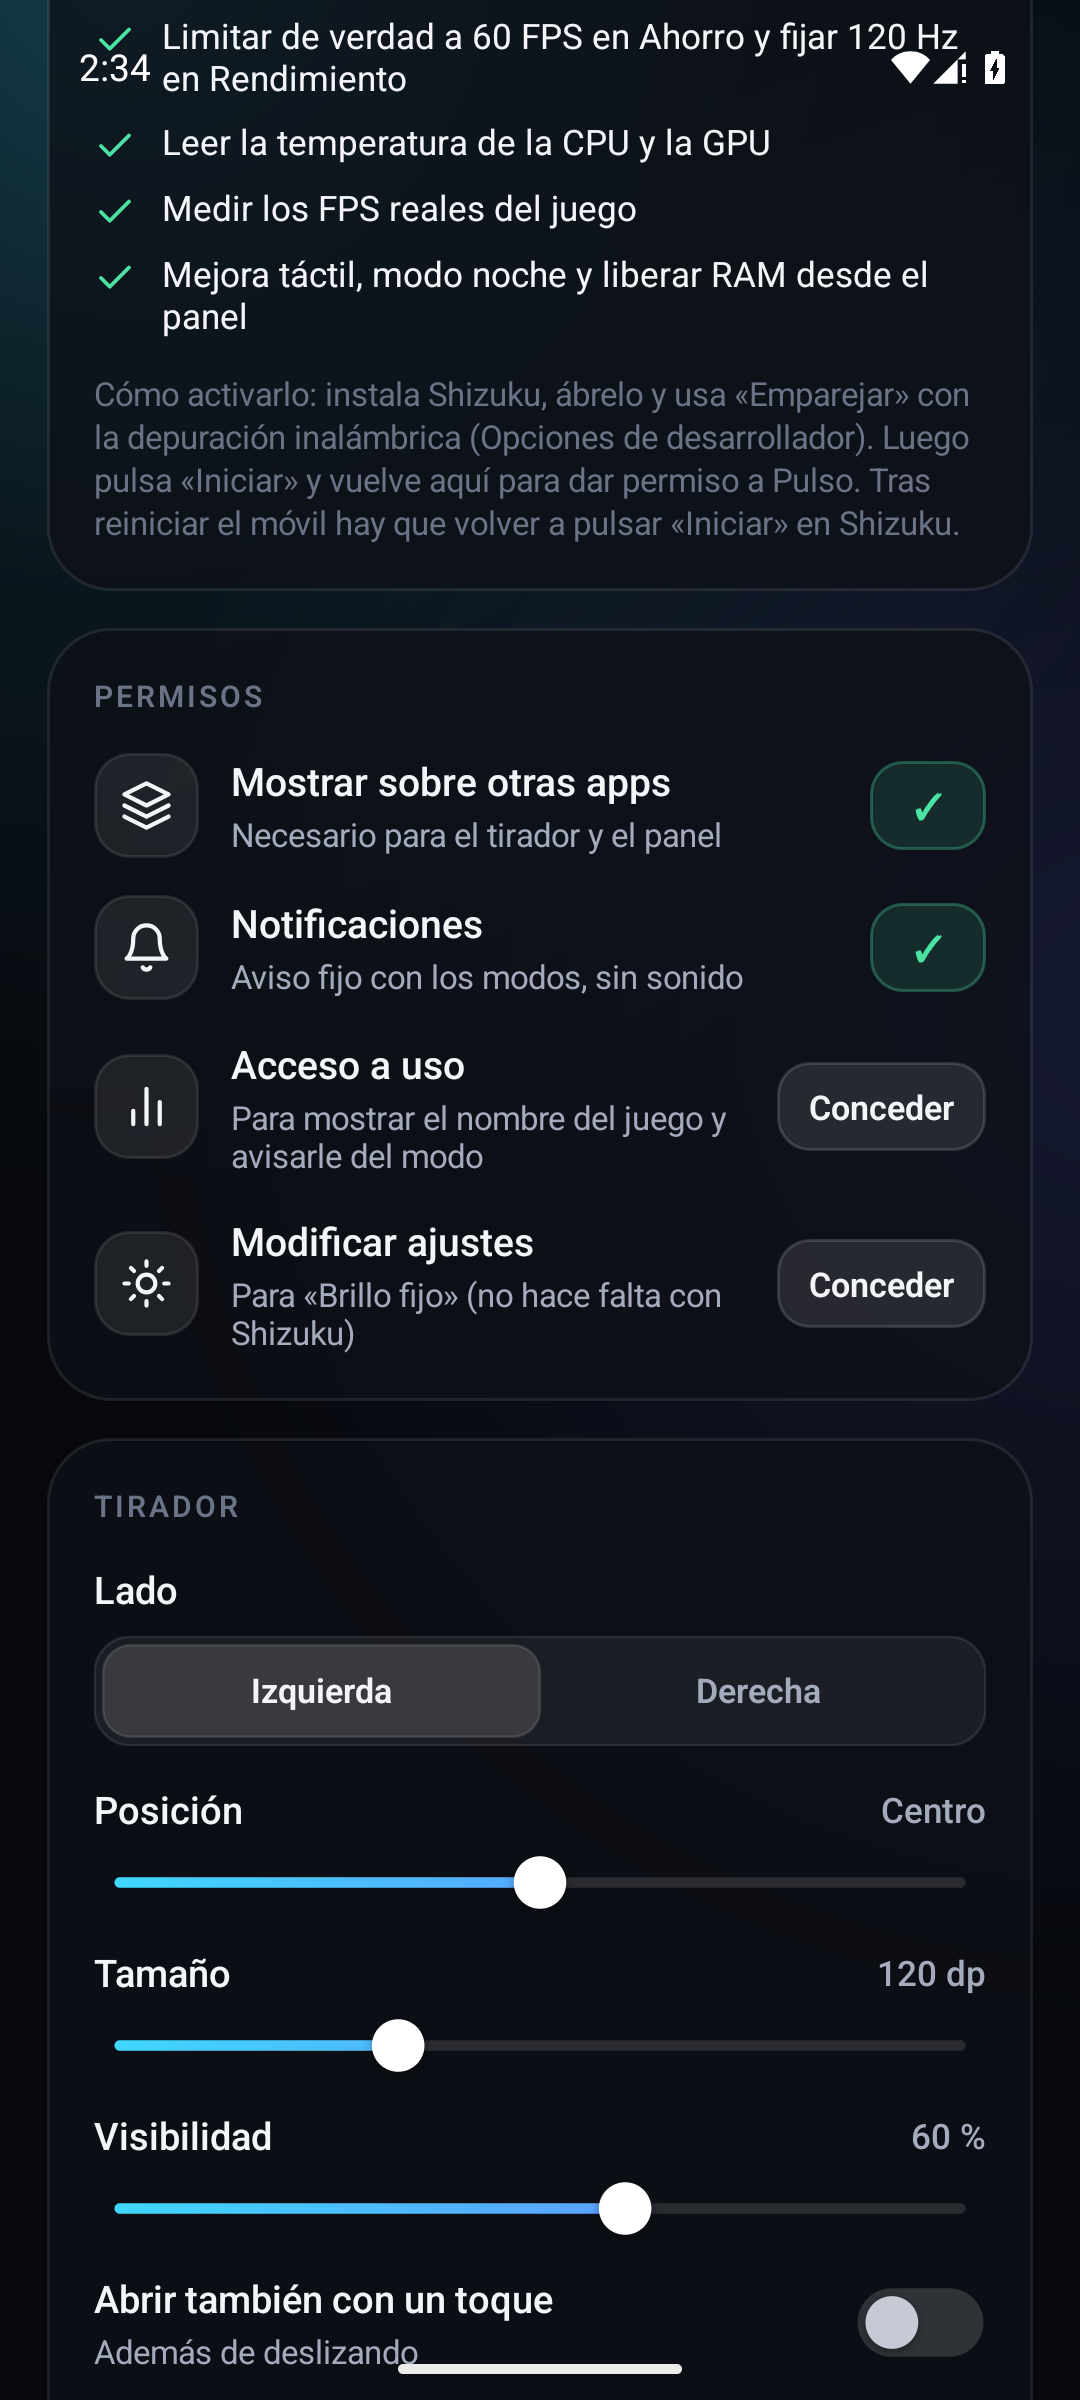 Limitar de verdad a 60 FPS en Ahorro y fijar 120 Hz
2:34
en Rendimiento
Leer la temperatura de la CPU y la GPU
Medir los FPS reales del juego
Mejora táctil, modo noche y liberar RAM desde el
panel
Cómo activarlo: instala Shizuku, ábrelo y usa «Emparejar» con
la depuración inalámbrica (Opciones de desarrollador). Luego
pulsa «Iniciar» y vuelve aquí para dar permiso a Pulso. Tras
reiniciar el móvil hay que volver a pulsar «Iniciar» en Shizuku.
PERMISOS
Mostrar sobre otras apps
Necesario para el tirador y el panel
Notificaciones
Aviso fijo con los modos, sin sonido
Acceso a uso
Para mostrar el nombre del juego y
avisarle del modo
Conceder
Modificar ajustes
Para «Brillo fijo» (no hace falta con
Shizuku)
Conceder
TIRADOR
Lado
Izquierda
Derecha
Posición
Centro
Tamaño
120 dp
Visibilidad
60 %
Abrir también con un toque
Además de deslizando